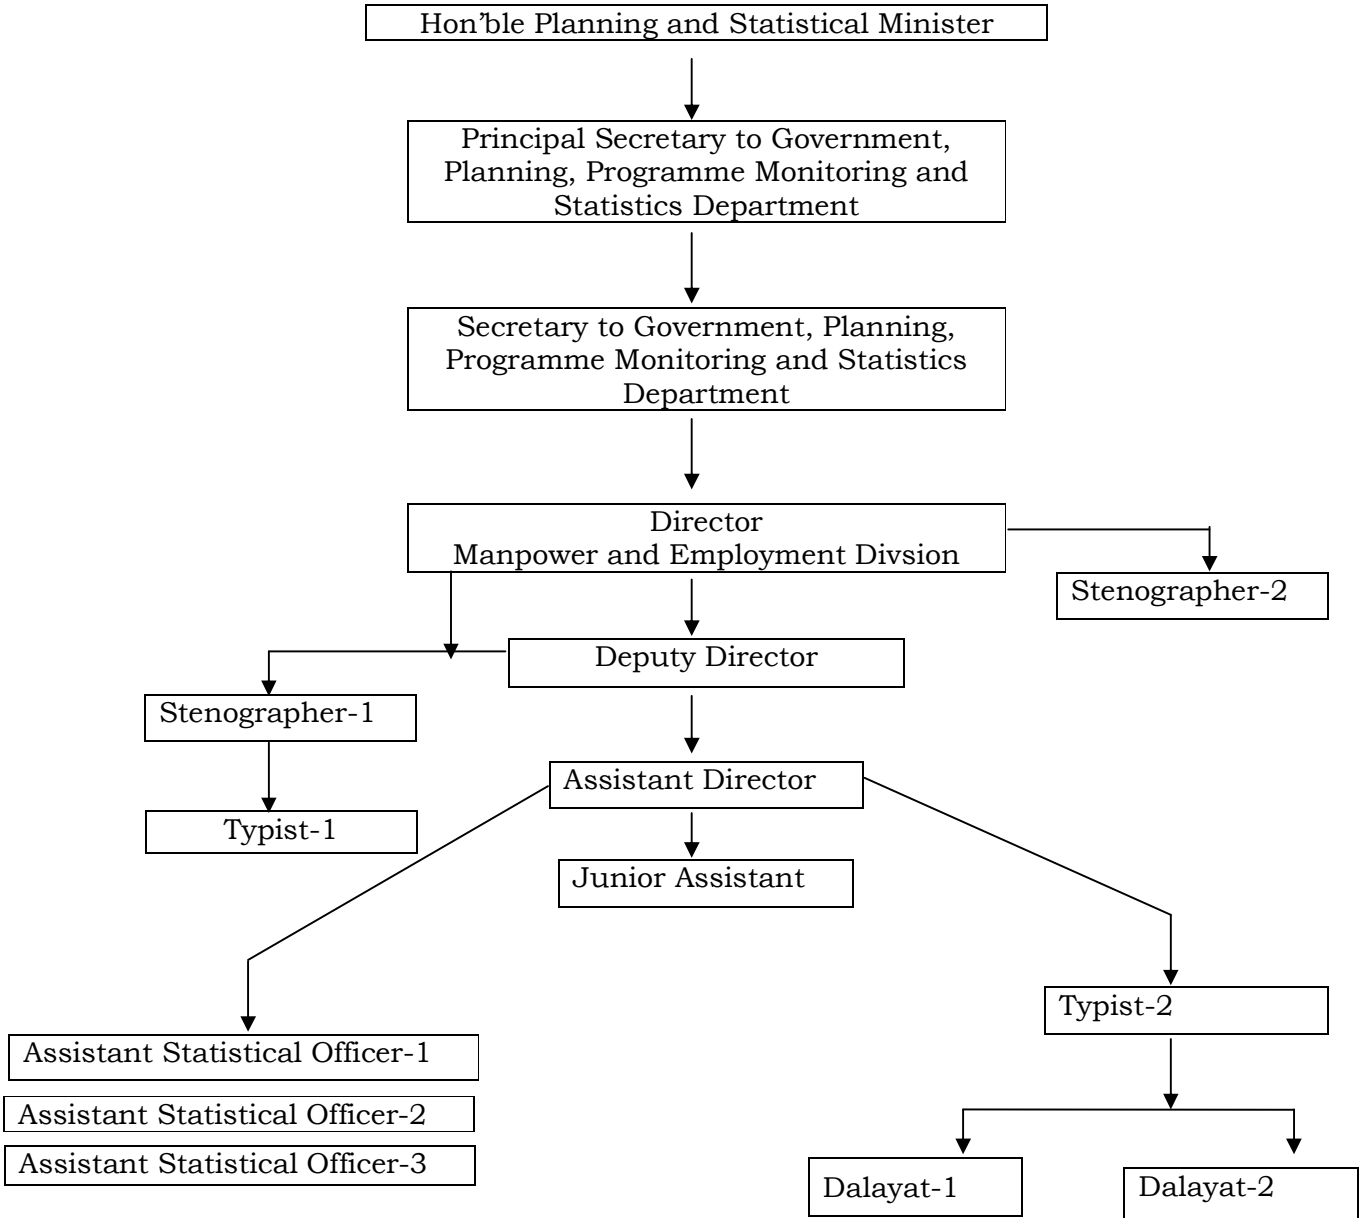 Hon’ble Planning and Statistical Minister
Principal Secretary to Government,
Planning, Programme Monitoring and
Statistics Department
Secretary to Government, Planning,
Programme Monitoring and Statistics
Department
Director
Manpower and Employment Divsion
Stenographer-2
Deputy Director
Stenographer-1
Assistant Director
Typist-1
Junior Assistant
Typist-2
Assistant Statistical Officer-1
Assistant Statistical Officer-2
Assistant Statistical Officer-3
Dalayat-1
Dalayat-2